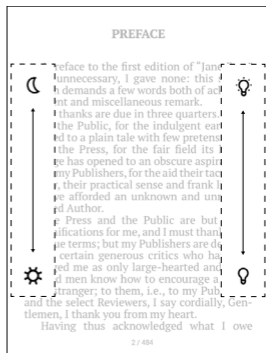 PREFACE
reface to the first edition of “Jane
unnecessary, I gave none: this
demands a few words both of ac
nt and miscellaneous remark.
thanks are due in three quarters.
the Public, for the indulgent ear
ed to a plain tale with few pretens
the Press, for the fair field its
ge has opened to an obscure aspir
my Publishers, for the aid their tac
r, their practical sense and frank l
ve afforded an unknown and un
ed Author.
e Press and the Public are but
nifications for me, and I must than
ue terms; but my Publishers are de
certain generous critics who ha
ed me as only large-hearted and
d men know how to encourage a
stranger; to them, i.e., to my Pub
and the select Reviewers, I say cordially, Gen-
tlemen, I thank you from my heart.
Having thus acknowledged what I owe
2 / 484